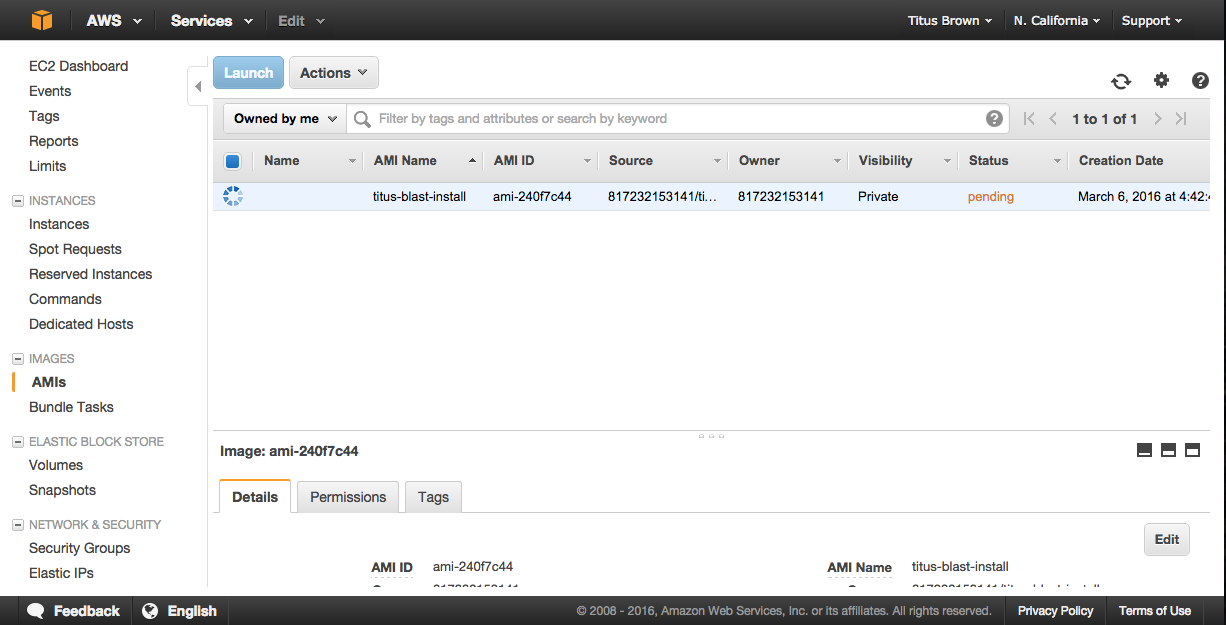 AWS Services Edit Titus Brown N. California Support
EC2 Dashboard
Events
Tags
Reports
Limits
INSTANCES
Instances
Spot Requests
Reserved Instances
Commands
Dedicated Hosts
IMAGES
AMIs
Bundle Tasks
ELASTIC BLOCK STORE
Volumes
Snapshots
NETWORK & SECURITY
Security Groups
Elastic IPs
Launch Actions
Owned by me Filter by tags and attributes or search by keyword 1 to 1 of 1
Name AMI Name AMI ID Source Owner Visibility Status Creation Date
titus-blast-install ami-240f7c44 817232153141/ti... 817232153141 Private pending March 6, 2016 at 4:42:
Image: ami-240f7c44
Details Permissions Tags
Edit
AMI ID ami-240f7c44 AMI Name titus-blast-install
Feedback English © 2008 - 2016, Amazon Web Services, Inc. or its affiliates. All rights reserved. Privacy Policy Terms of Use